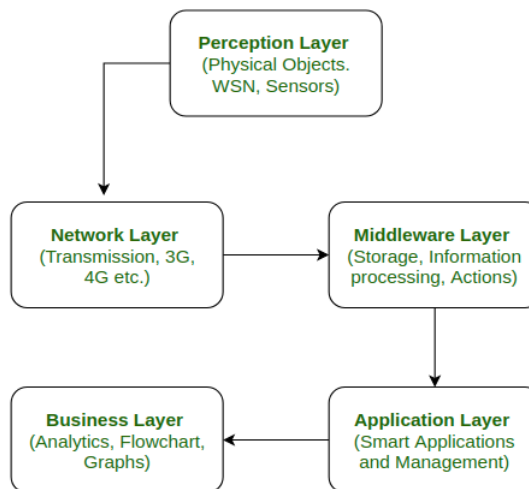 Perception Layer
(Physical Objects.
WSN, Sensors)
Network Layer
(Transmission, 3G,
4G etc.)
Middleware Layer
(Storage, Information
processing, Actions)
Business Layer
(Analytics, Flowchart,
Graphs)
Application Layer
(Smart Applications
and Management)